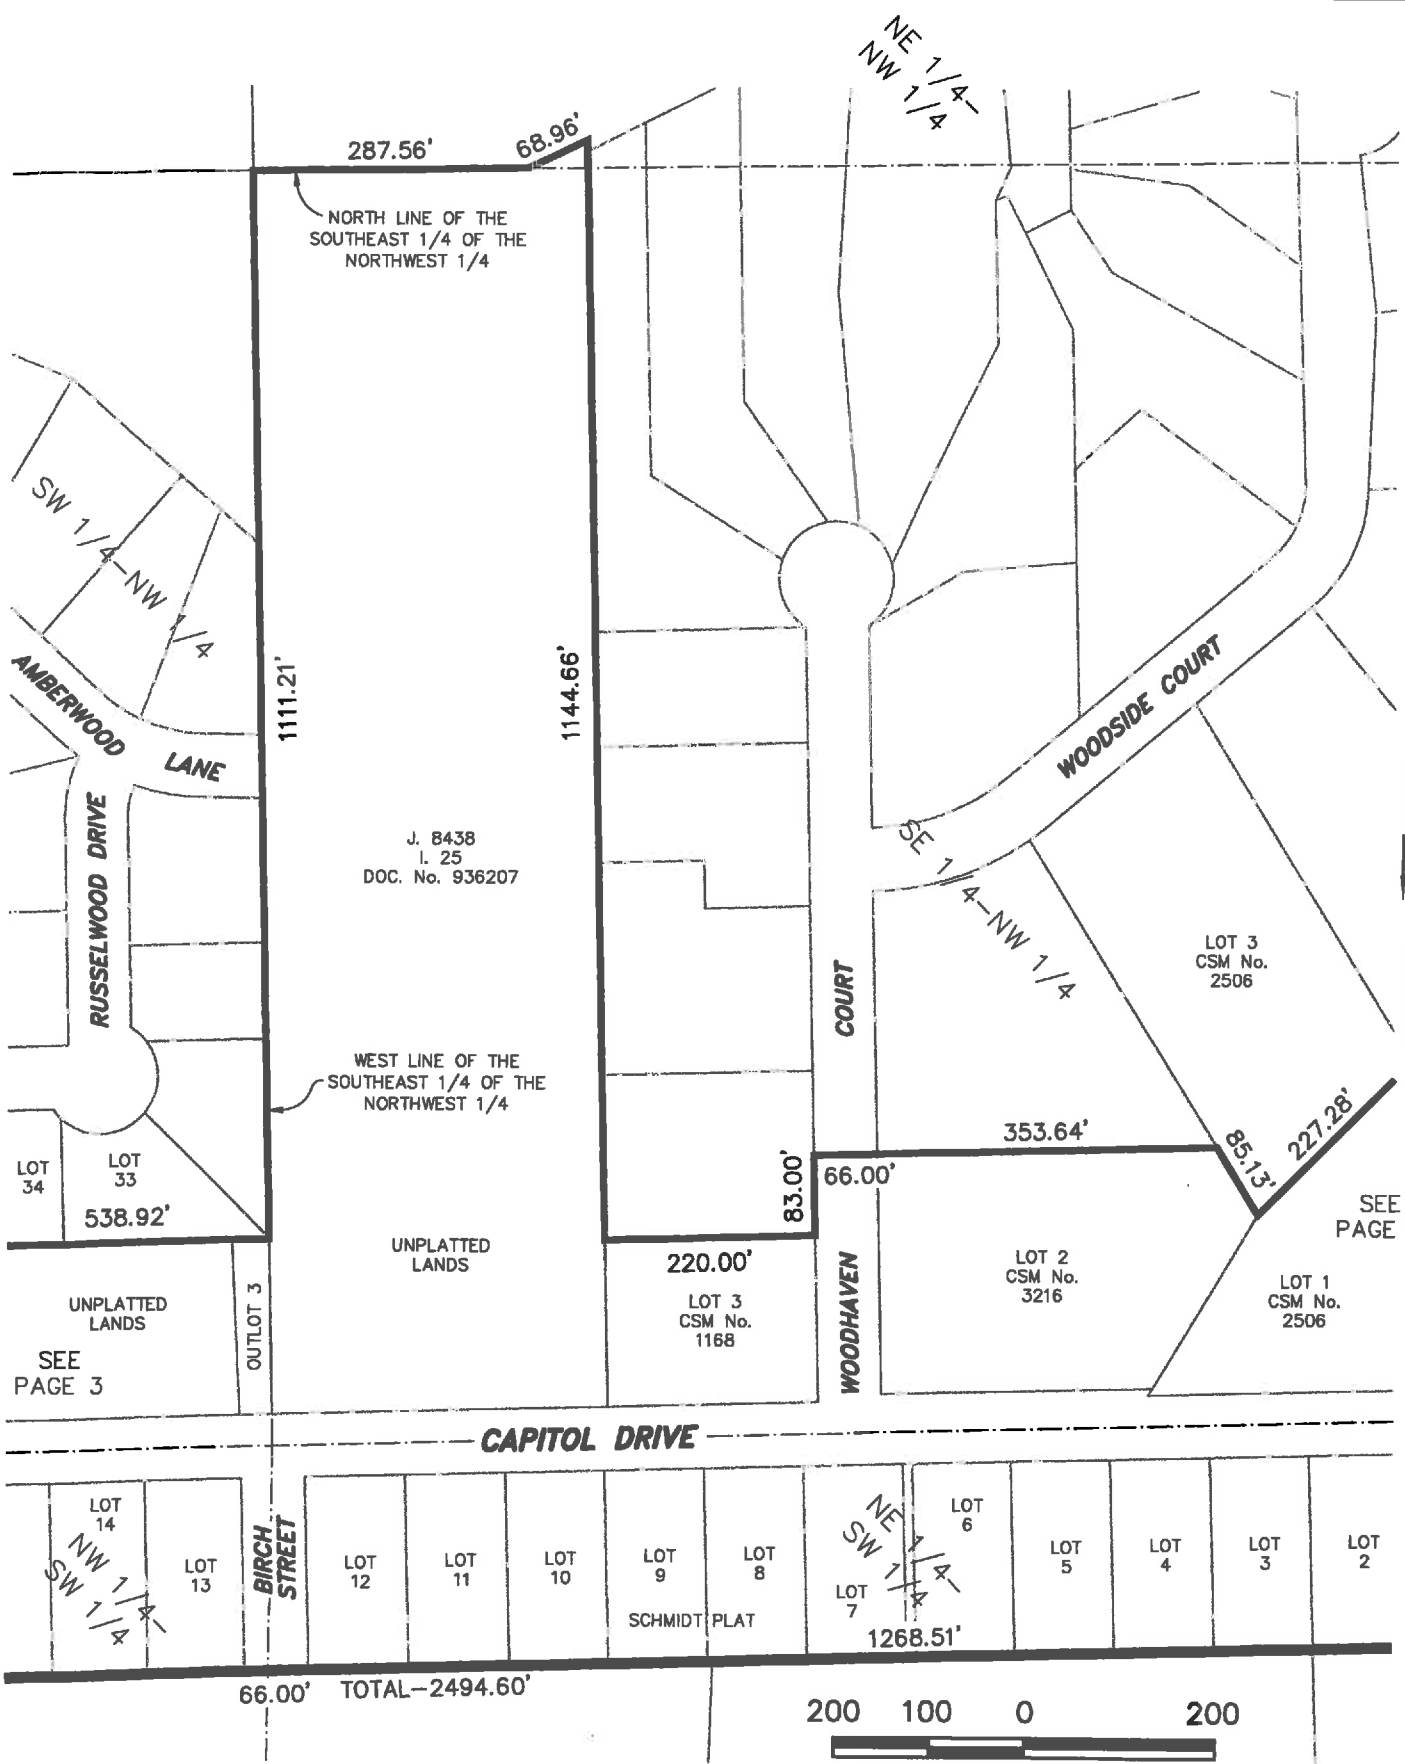 NE 1/4-
NW 1/4
287.56'
68.96'
NORTH LINE OF THE
SOUTHEAST 1/4 OF THE
NORTHWEST 1/4
SW 1/4-NW 1/4
AMBERWOOD
LANE
RUSSELWOOD DRIVE
1111.21'
1144.66'
WOODSIDE COURT
J. 8438
I. 25
DOC. No. 936207
SE 1/4-NW 1/4
LOT 3
CSM No.
2506
COURT
WEST LINE OF THE
SOUTHEAST 1/4 OF THE
NORTHWEST 1/4
353.64'
85.13'
227.28'
LOT
34
LOT
33
538.92'
83.00'
66.00'
SEE
PAGE
UNPLATTED
LANDS
220.00'
LOT 3
CSM No.
1168
WOODHAVEN
LOT 2
CSM No.
3216
LOT 1
CSM No.
2506
UNPLATTED
LANDS
OUTLOT 3
SEE
PAGE 3
CAPITOL DRIVE
LOT
14
NW 1/4-
SW 1/4
LOT
13
BIRCH
STREET
LOT
12
LOT
11
LOT
10
LOT
9
LOT
8
LOT
7
NE 1/4-
SW 1/4
LOT
6
LOT
5
LOT
4
LOT
3
LOT
2
SCHMIDT PLAT
1268.51'
66.00'
TOTAL-2494.60'
200 100 0 200